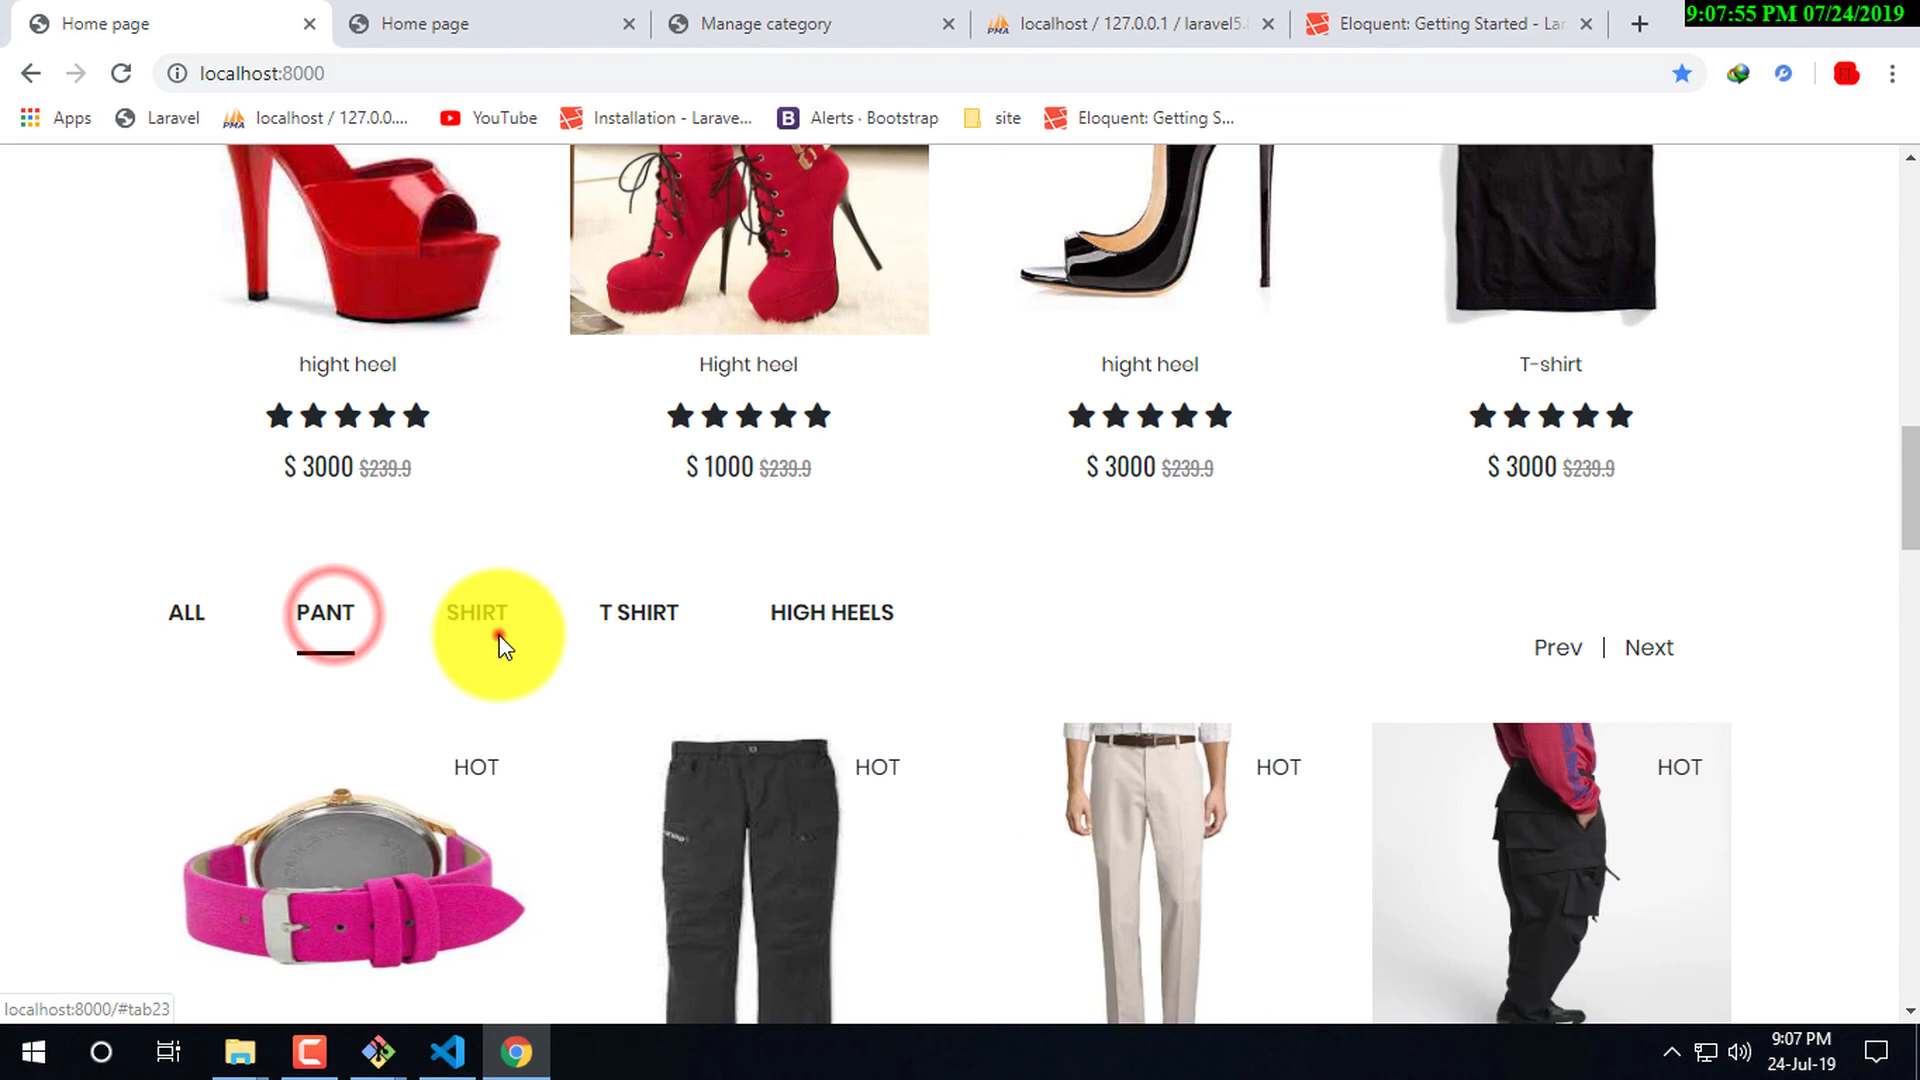 Home page
Home page
Manage category
localhost / 127.0.0.1 / laravel5.
Eloquent: Getting Started - La
9:07:55 PM 07/24/2019
localhost:8000
EL
Apps
Laravel
PMA
localhost / 127.0.0....
YouTube
Installation - Larave...
B
Alerts · Bootstrap
site
Eloquent: Getting S...
hight heel
Hight heel
hight heel
T-shirt
$ 3000 $239.9
$ 1000 $239.9
$ 3000 $239.9
$ 3000 $239.9
ALL
PANT
SHIRT
T SHIRT
HIGH HEELS
Prev | Next
HOT
HOT
HOT
HOT
localhost:8000/#tab23
9:07 PM
24-Jul-19